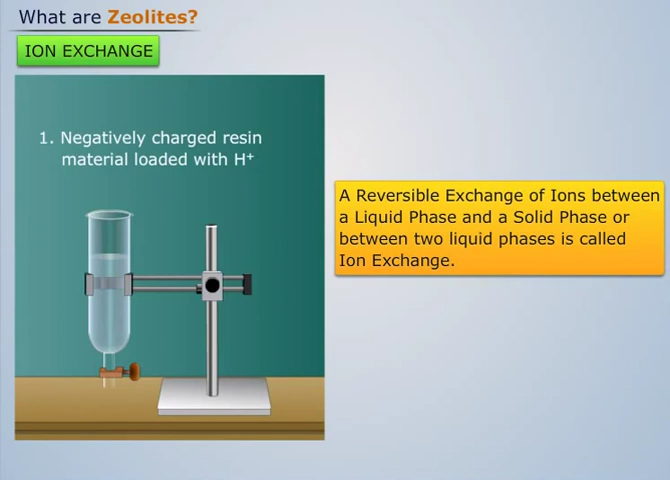 What are Zeolites?
ION EXCHANGE
1. Negatively charged resin
material loaded with H⁺
A Reversible Exchange of Ions between
a Liquid Phase and a Solid Phase or
between two liquid phases is called
Ion Exchange.